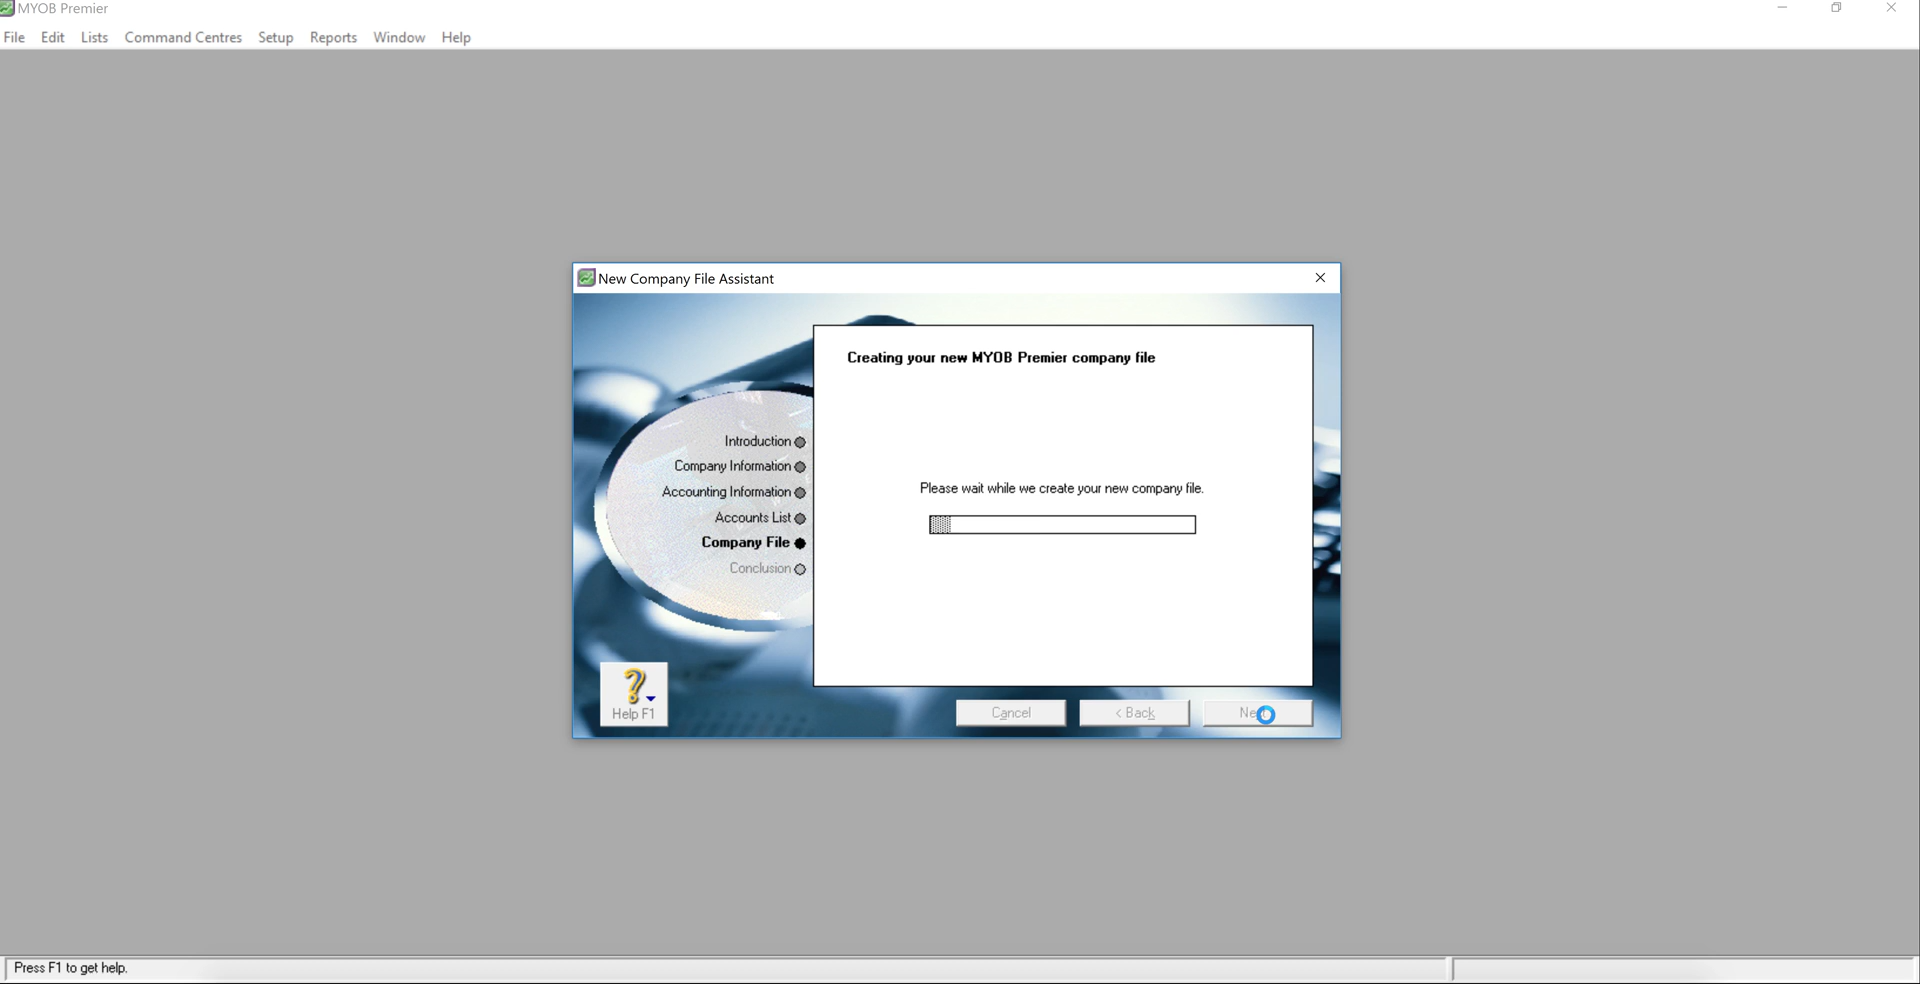 MYOB Premier
File Edit Lists Command Centres Setup Reports Window Help
New Company File Assistant
Creating your new MYOB Premier company file
Introduction
Company Information
Accounting Information
Accounts List
Company File
Conclusion
Please wait while we create your new company file.
?
Help F1
Cancel
< Back
Press F1 to get help.